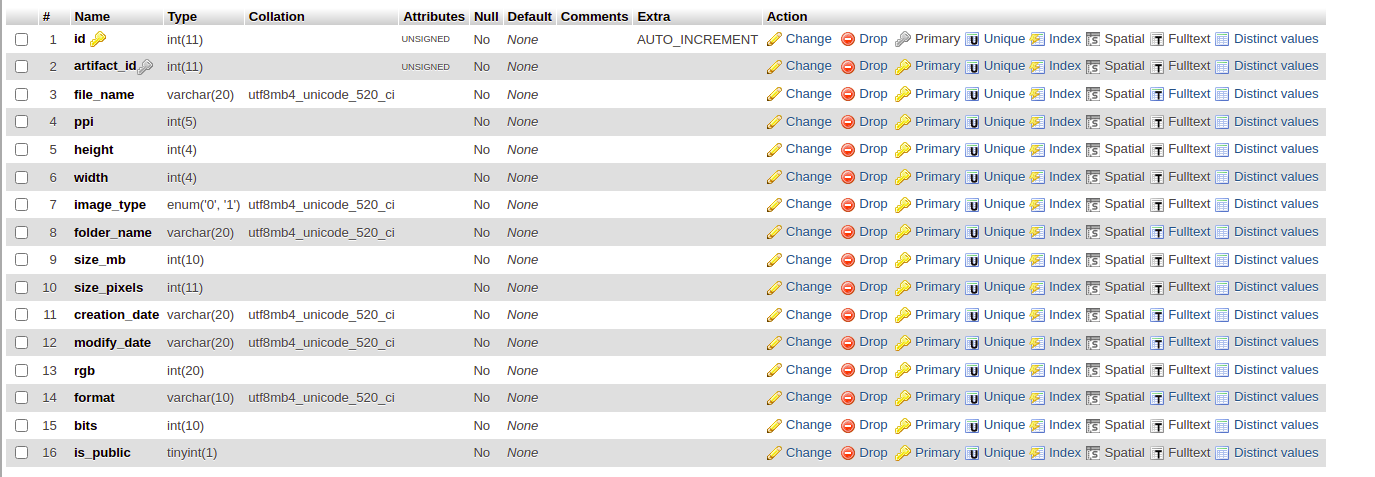 # Name Type Collation Attributes Null Default Comments Extra Action
1 id int(11) UNSIGNED No None AUTO_INCREMENT Change Drop Primary Unique Index Spatial Fulltext Distinct values
2 artifact_id int(11) UNSIGNED No None Change Drop Primary Unique Index Spatial Fulltext Distinct values
3 file_name varchar(20) utf8mb4_unicode_520_ci No None Change Drop Primary Unique Index Spatial Fulltext Distinct values
4 ppi int(5) No None Change Drop Primary Unique Index Spatial Fulltext Distinct values
5 height int(4) No None Change Drop Primary Unique Index Spatial Fulltext Distinct values
6 width int(4) No None Change Drop Primary Unique Index Spatial Fulltext Distinct values
7 image_type enum('0', '1') utf8mb4_unicode_520_ci No None Change Drop Primary Unique Index Spatial Fulltext Distinct values
8 folder_name varchar(20) utf8mb4_unicode_520_ci No None Change Drop Primary Unique Index Spatial Fulltext Distinct values
9 size_mb int(10) No None Change Drop Primary Unique Index Spatial Fulltext Distinct values
10 size_pixels int(11) No None Change Drop Primary Unique Index Spatial Fulltext Distinct values
11 creation_date varchar(20) utf8mb4_unicode_520_ci No None Change Drop Primary Unique Index Spatial Fulltext Distinct values
12 modify_date varchar(20) utf8mb4_unicode_520_ci No None Change Drop Primary Unique Index Spatial Fulltext Distinct values
13 rgb int(20) No None Change Drop Primary Unique Index Spatial Fulltext Distinct values
14 format varchar(10) utf8mb4_unicode_520_ci No None Change Drop Primary Unique Index Spatial Fulltext Distinct values
15 bits int(10) No None Change Drop Primary Unique Index Spatial Fulltext Distinct values
16 is_public tinyint(1) No None Change Drop Primary Unique Index Spatial Fulltext Distinct values